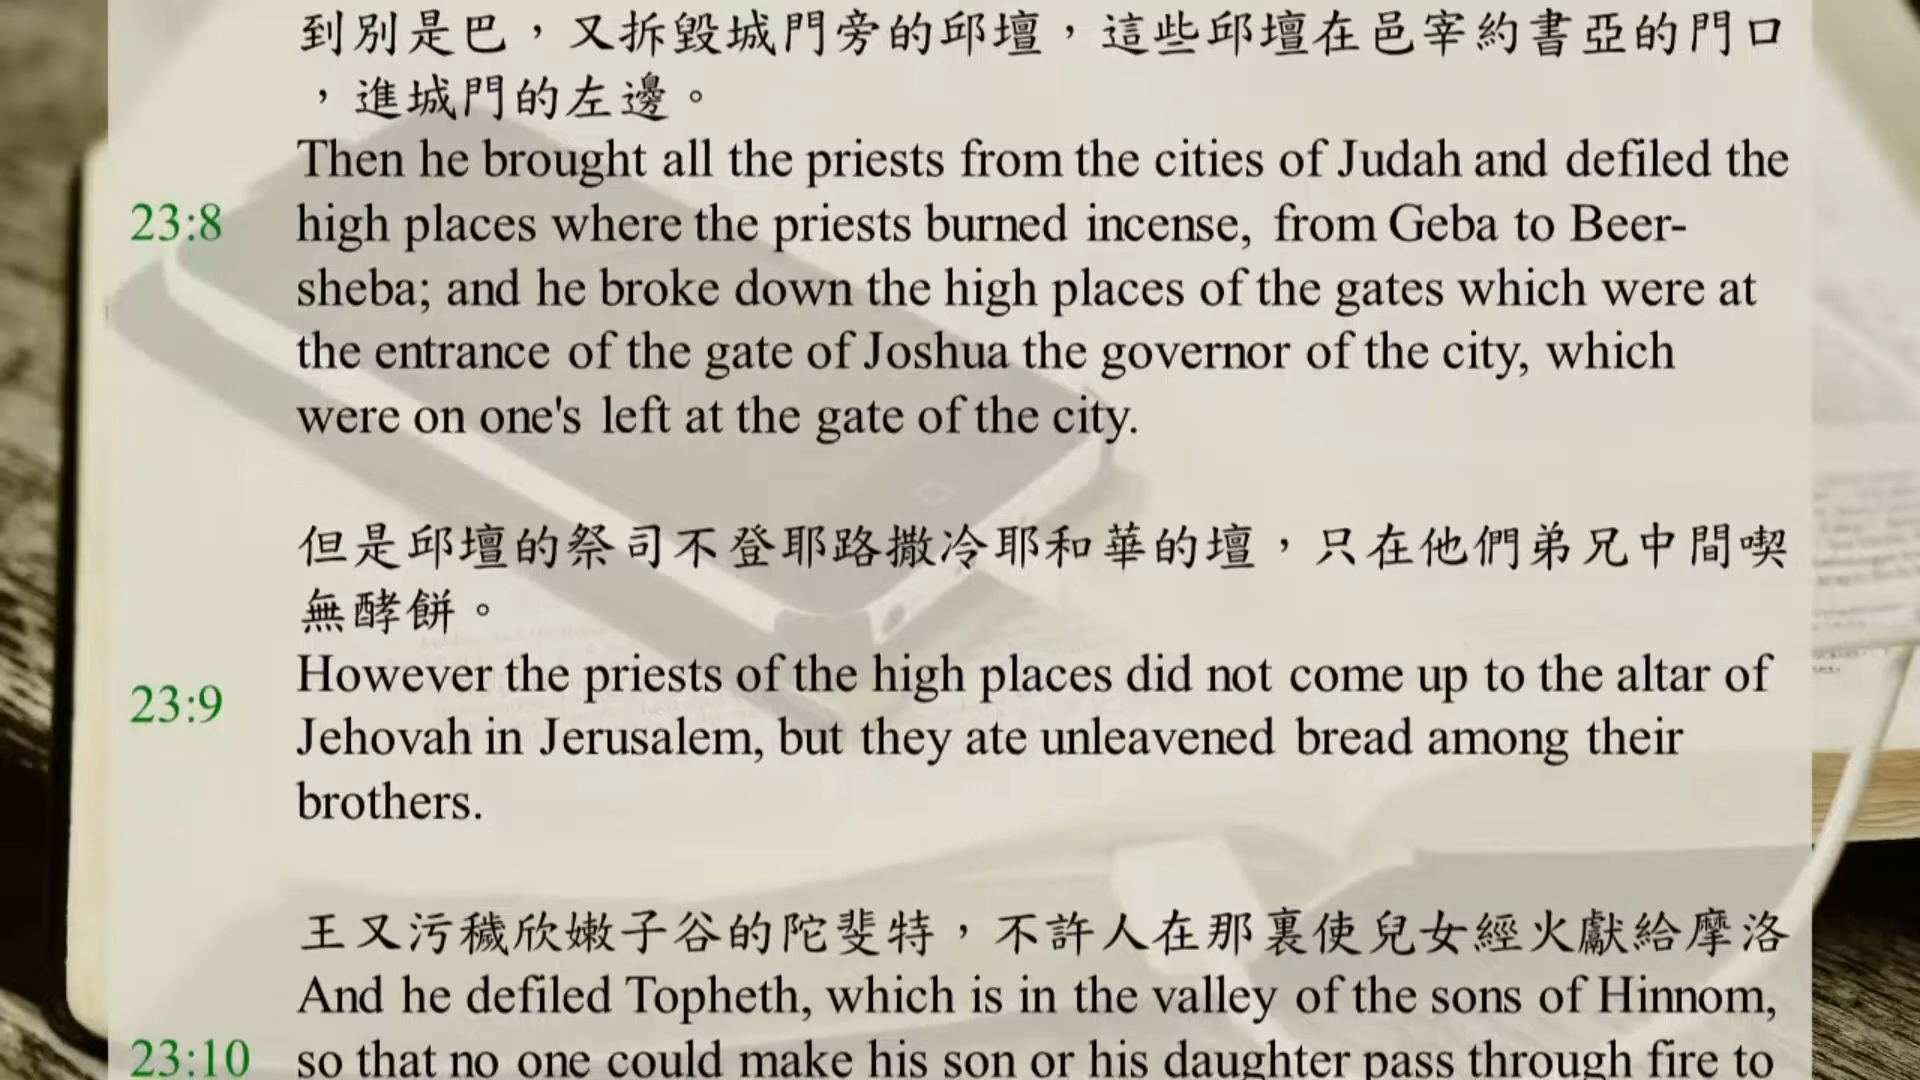 到別是巴，又拆毀城門旁的邱壇，這些邱壇在邑宰約書亞的門口
，進城門的左邊。
Then he brought all the priests from the cities of Judah and defiled the
23:8 high places where the priests burned incense, from Geba to Beer-
sheba; and he broke down the high places of the gates which were at
the entrance of the gate of Joshua the governor of the city, which
were on one's left at the gate of the city.
但是邱壇的祭司不登耶路撒冷耶和華的壇，只在他們弟兄中間喫
無酵餅。
However the priests of the high places did not come up to the altar of
23:9 Jehovah in Jerusalem, but they ate unleavened bread among their
brothers.
王又污穢欣嫩子谷的陀斐特，不許人在那裏使兒女經火獻給摩洛
And he defiled Topheth, which is in the valley of the sons of Hinnom,
23:10 so that no one could make his son or his daughter pass through fire to